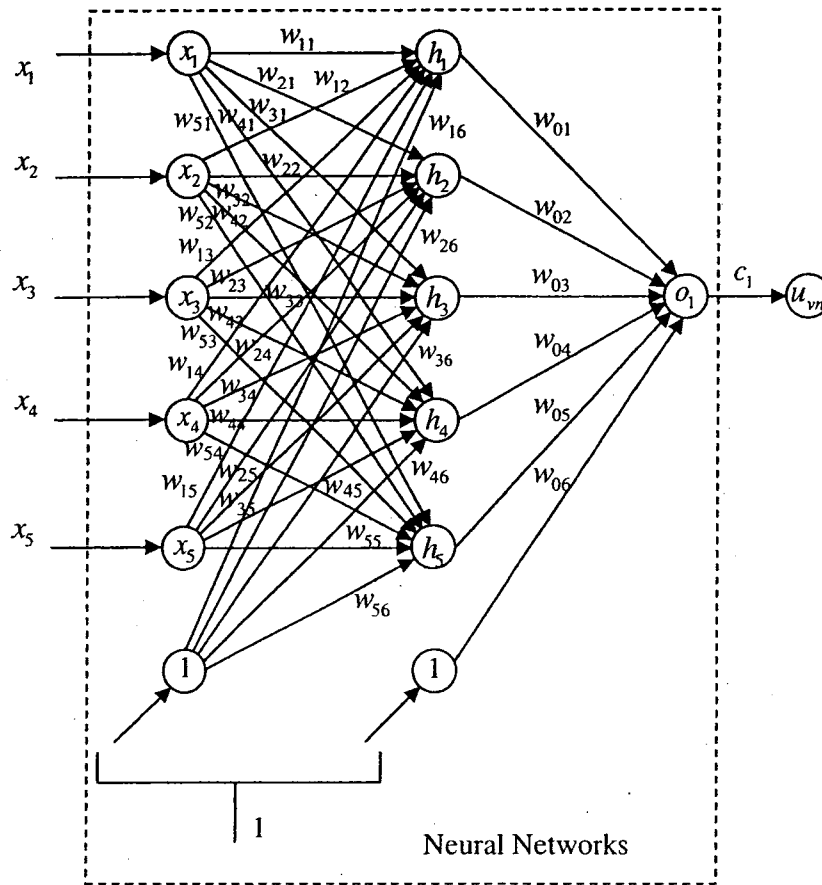 x₁ x₁ w₁₁ h₁
w₂₁ w₁₂
w₅₁ w₄₁ w₃₁ w₁₆ w₀₁
x₂ x₂ w₂₂ h₂
w₃₂
w₅₂ w₄₂ w₀₂
w₁₃ w₂₆
w₂₃ c₁
x₃ x₃ w₃₃ h₃ w₀₃ o₁
w₅₃ w₄₃
w₁₄ w₂₄ w₃₆ w₀₄
w₃₄
x₄ x₄ w₄₄ h₄ w₀₅
w₅₄
w₁₅ w₂₅ w₄₅ w₄₆ w₀₆
w₃₅
x₅ x₅ w₅₅ h₅
w₅₆
1 1
1
Neural Networks